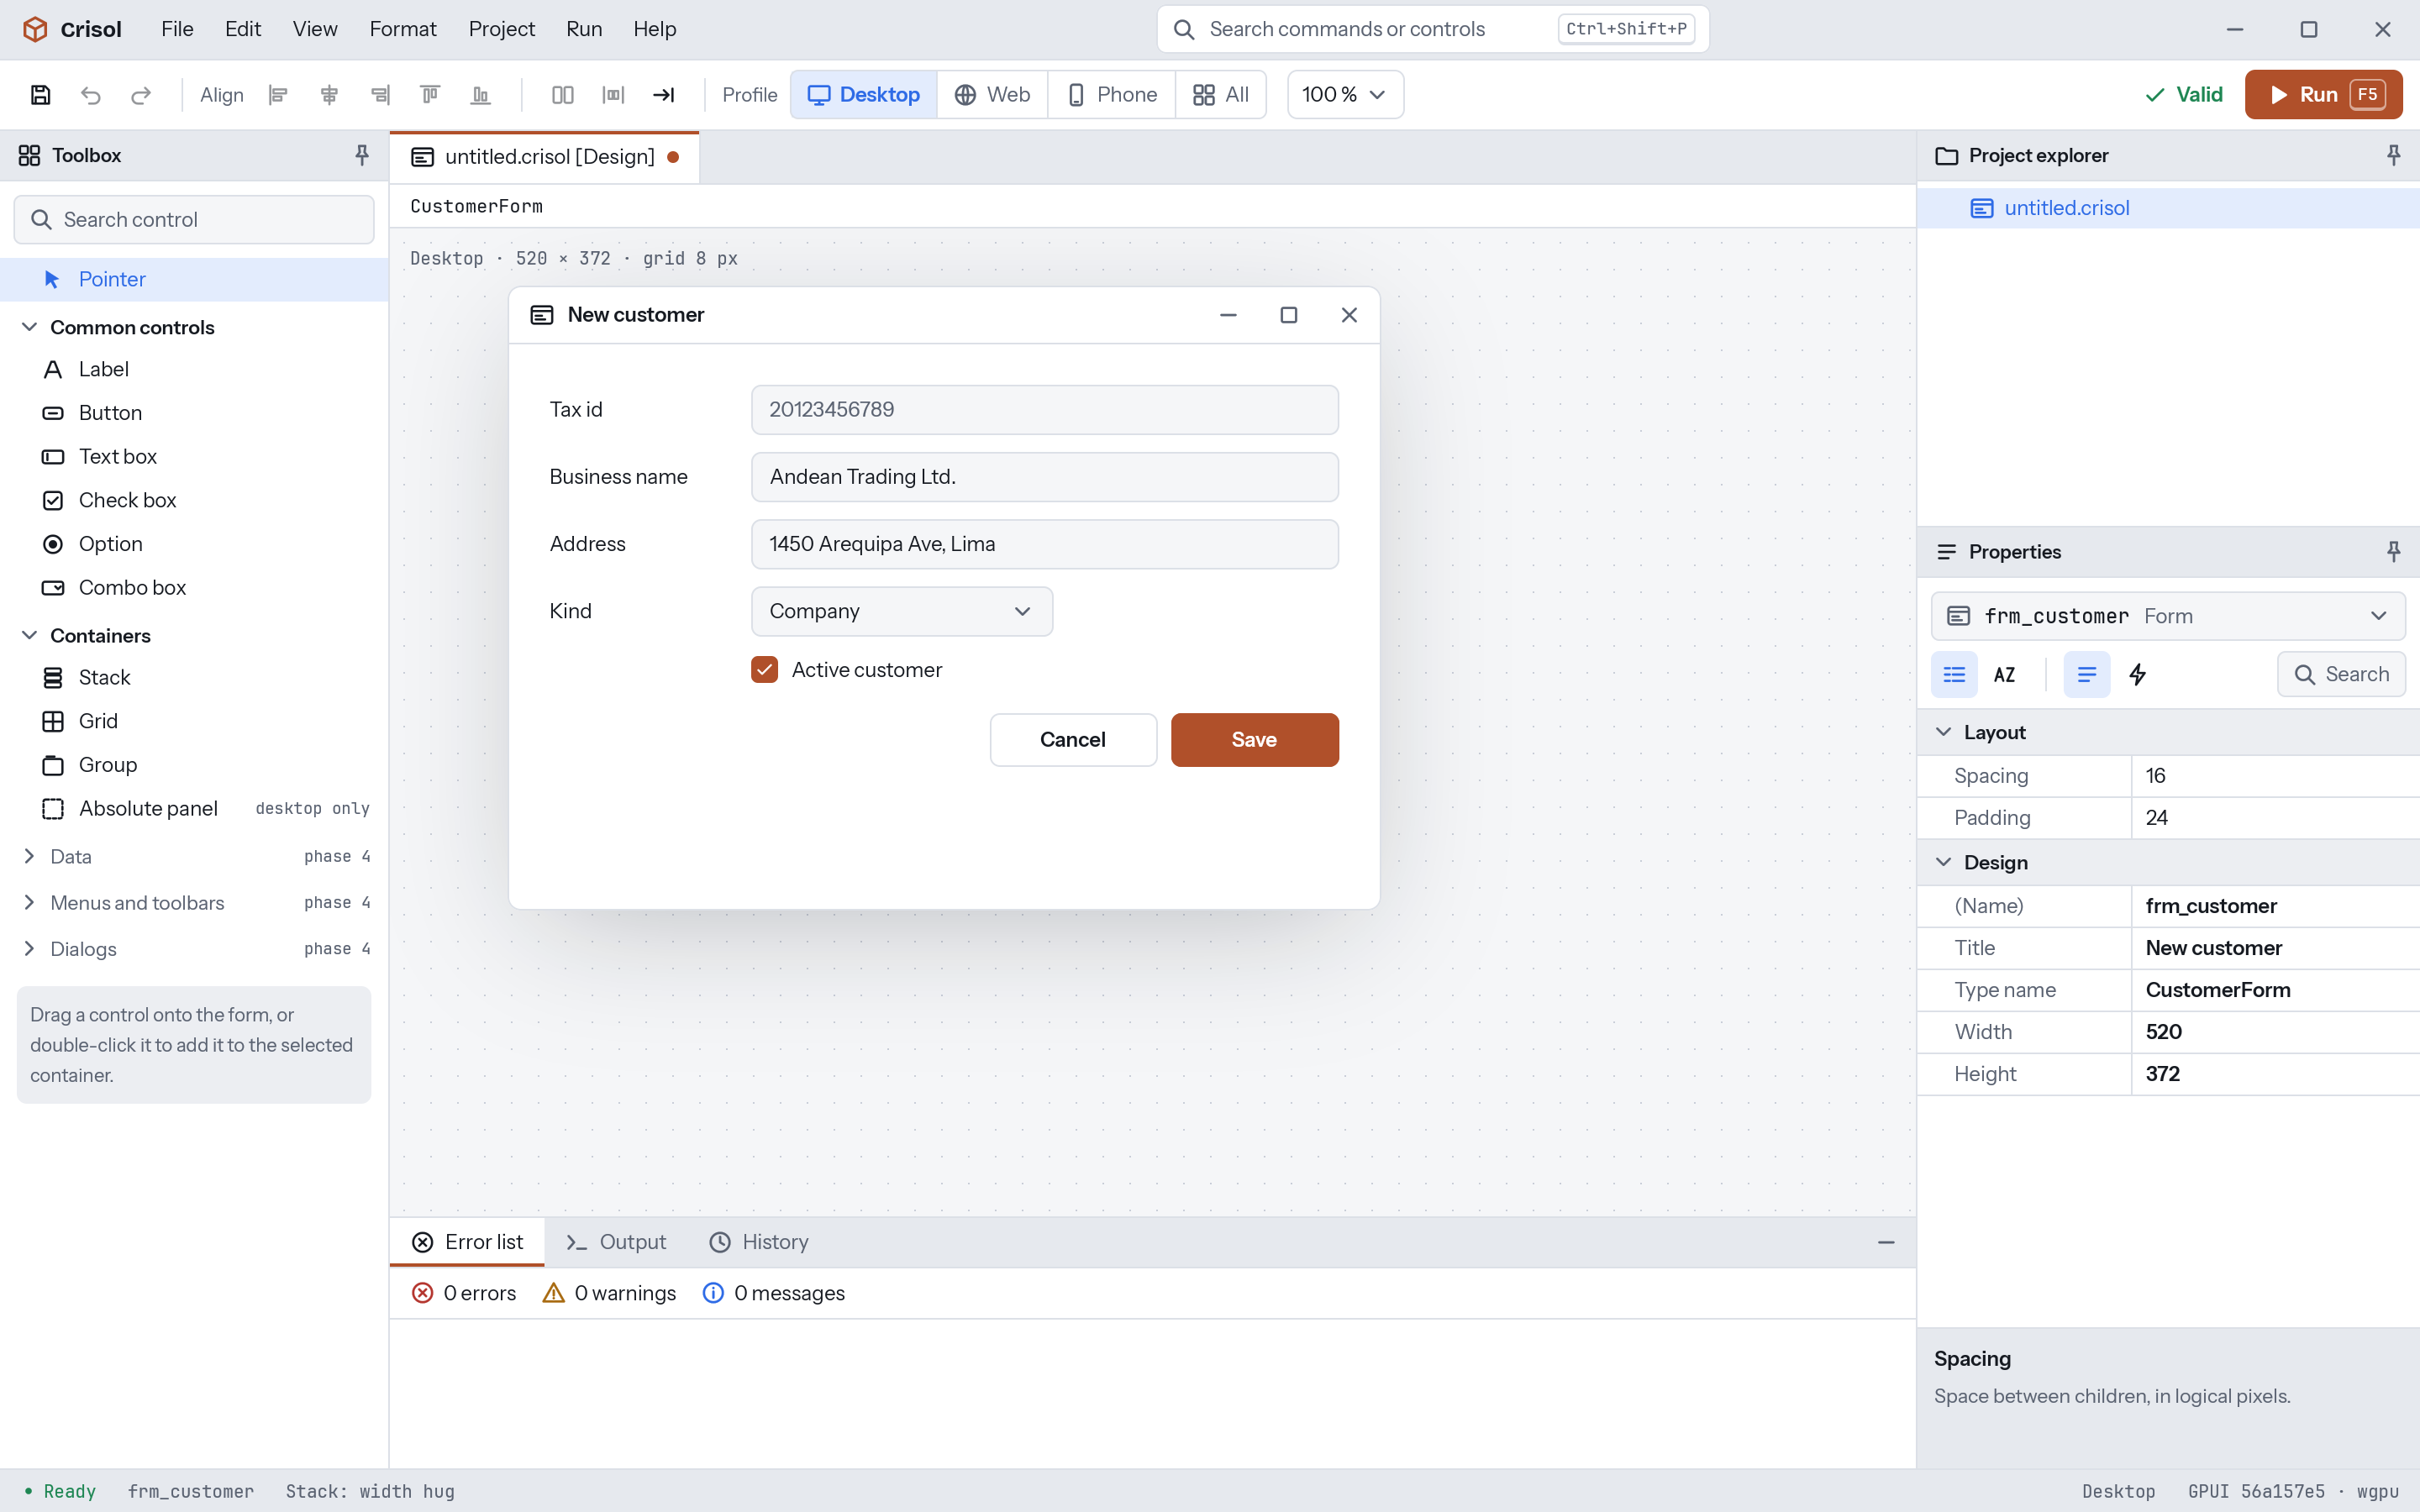 Crisol File Edit View Format Project Run Help Search commands or controls Ctrl+Shift+P
Align Profile Desktop Web Phone All 100 % Valid Run F5
Toolbox
Search control
Pointer
Common controls
Label
Button
Text box
Check box
Option
Combo box
Containers
Stack
Grid
Group
Absolute panel desktop only
Data phase 4
Menus and toolbars phase 4
Dialogs phase 4
Drag a control onto the form, or
double-click it to add it to the selected
container.
untitled.crisol [Design]
CustomerForm
Desktop · 520 × 372 · grid 8 px
New customer
Tax id 20123456789
Business name Andean Trading Ltd.
Address 1450 Arequipa Ave, Lima
Kind Company
Active customer
Cancel Save
Error list Output History
0 errors 0 warnings 0 messages
Project explorer
untitled.crisol
Properties
frm_customer Form
AZ Search
Layout
Spacing 16
Padding 24
Design
(Name) frm_customer
Title New customer
Type name CustomerForm
Width 520
Height 372
Spacing
Space between children, in logical pixels.
• Ready frm_customer Stack: width hug Desktop GPUI 56a157e5 · wgpu